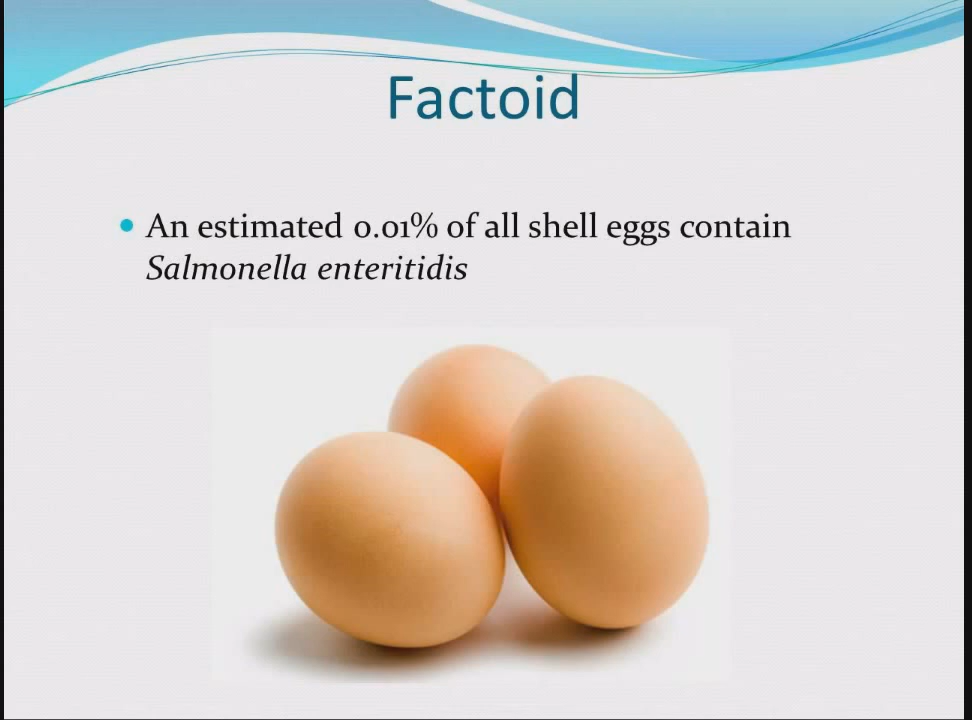 Factoid
• An estimated 0.01% of all shell eggs contain
Salmonella enteritidis